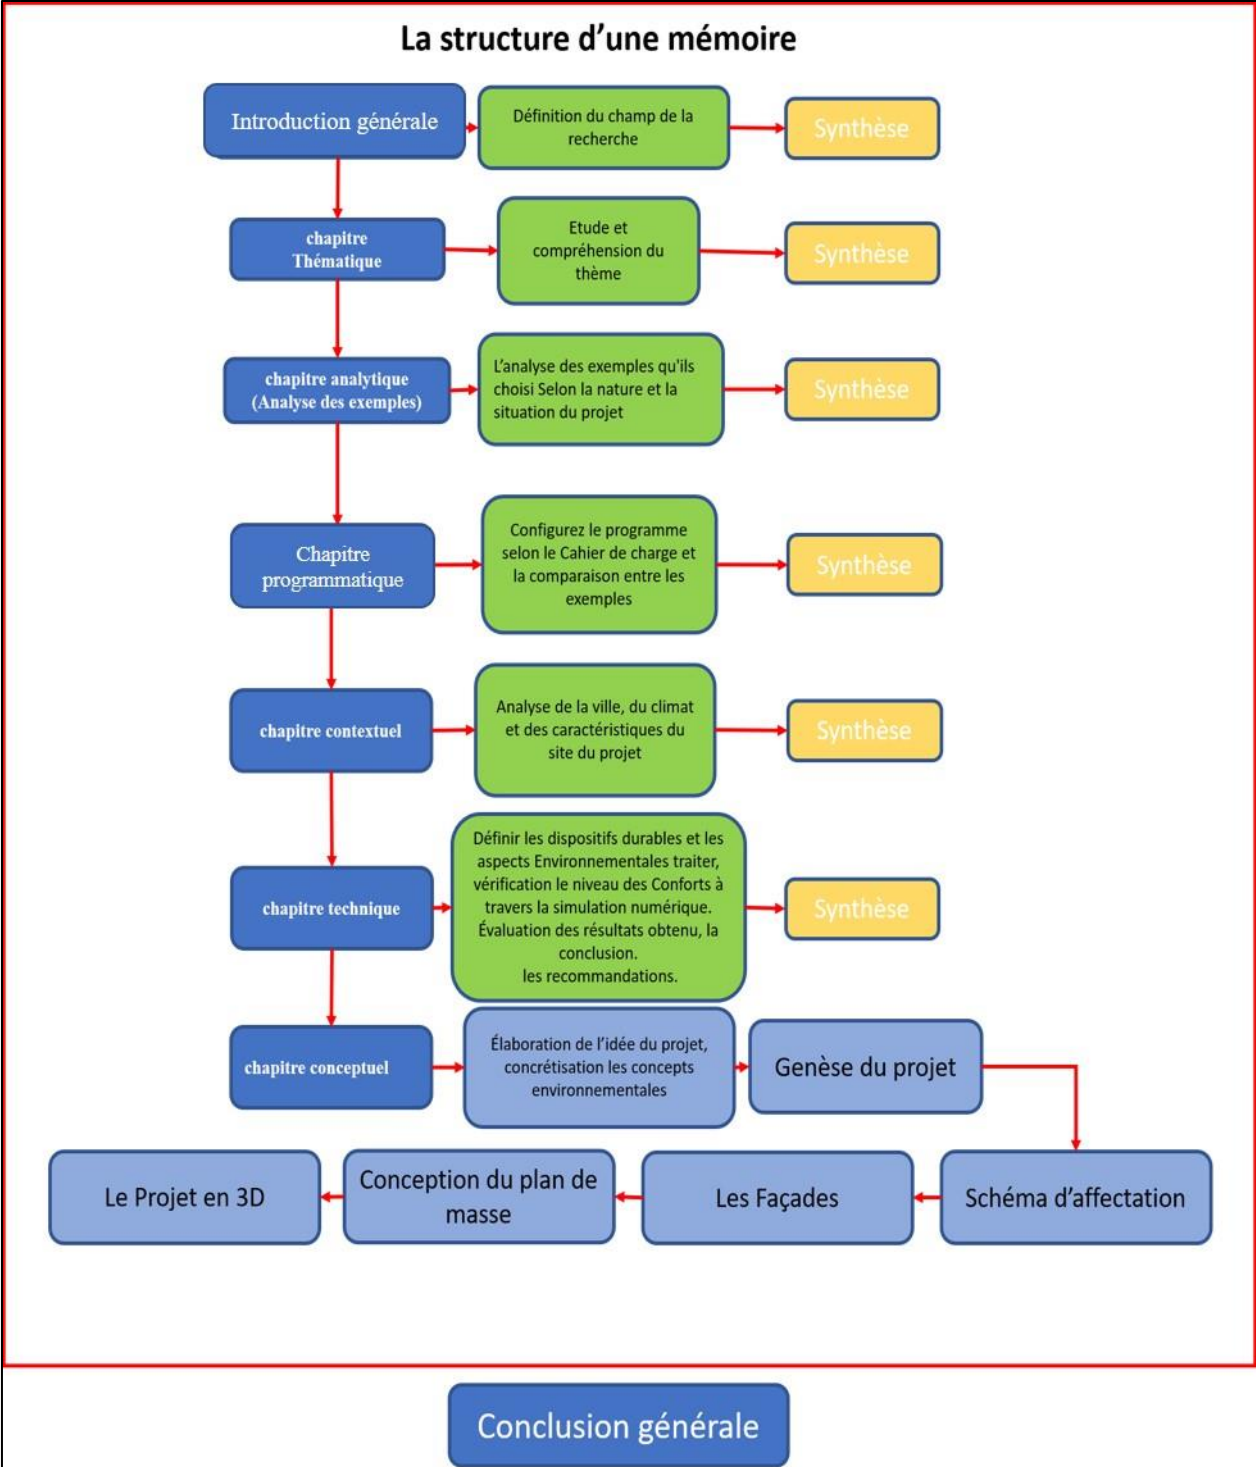 La structure d'une mémoire
Introduction générale
Définition du champ de la
recherche
Synthèse
chapitre
Thématique
Etude et
compréhension du
thème
Synthèse
chapitre analytique
(Analyse des exemples)
L'analyse des exemples qu'ils
choisi Selon la nature et la
situation du projet
Synthèse
Chapitre
programmatique
Configurez le programme
selon le Cahier de charge et
la comparaison entre les
exemples
Synthèse
chapitre contextuel
Analyse de la ville, du climat
et des caractéristiques du
site du projet
Synthèse
chapitre technique
Définir les dispositifs durables et les
aspects Environnementales traiter,
vérification le niveau des Conforts à
travers la simulation numérique.
Évaluation des résultats obtenu, la
conclusion.
les recommandations.
Synthèse
chapitre conceptuel
Élaboration de l'idée du projet,
concrétisation les concepts
environnementales
Genèse du projet
Le Projet en 3D
Conception du plan de
masse
Les Façades
Schéma d'affectation
Conclusion générale